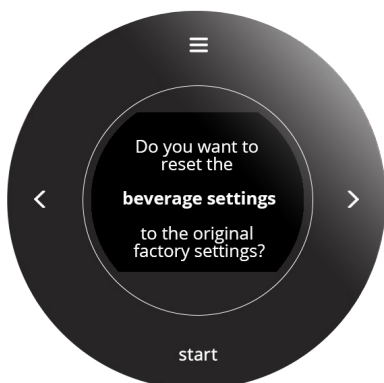 Do you want to
reset the
beverage settings
to the original
factory settings?
start